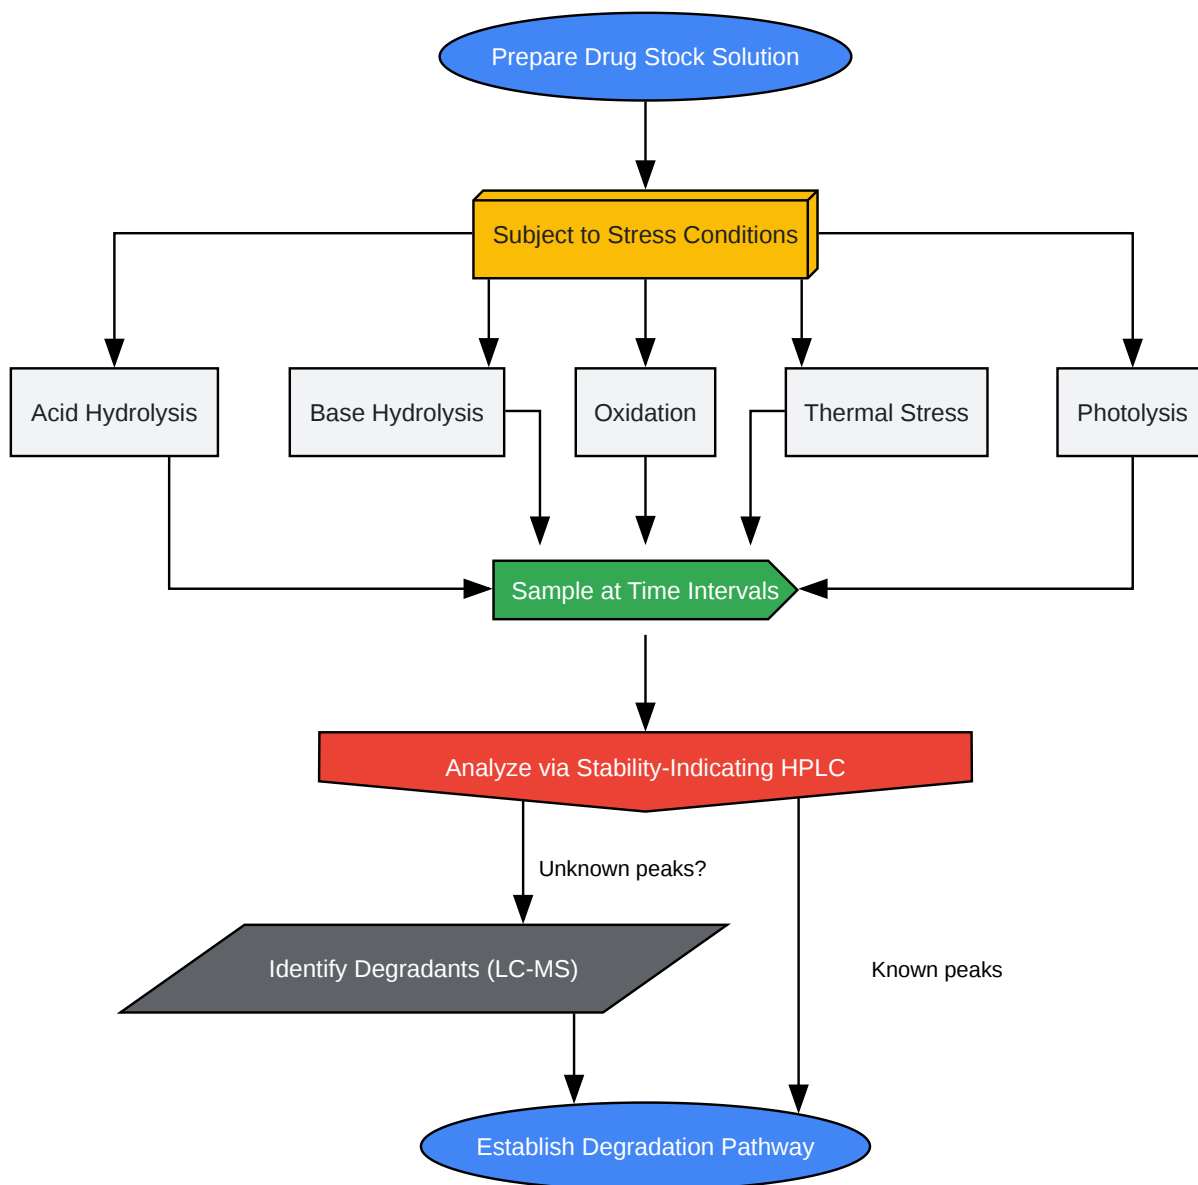 Prepare Drug Stock Solution
Subject to Stress Conditions
Acid Hydrolysis
Base Hydrolysis
Oxidation
Thermal Stress
Photolysis
Sample at Time Intervals
Analyze via Stability-Indicating HPLC
Unknown peaks?
Identify Degradants (LC-MS)
Known peaks
Establish Degradation Pathway